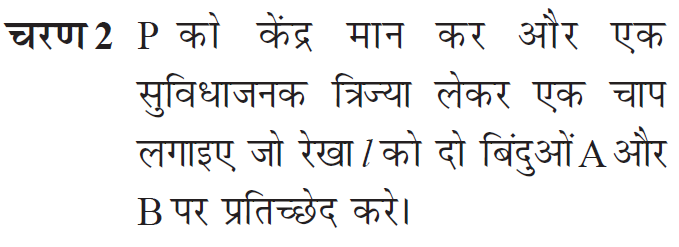 चरण 2 P को केंद्र मान कर और एक
सुविधाजनक त्रिज्या लेकर एक चाप
लगाइए जो रेखा l को दो बिंदुओं A और
B पर प्रतिच्छेद करे।